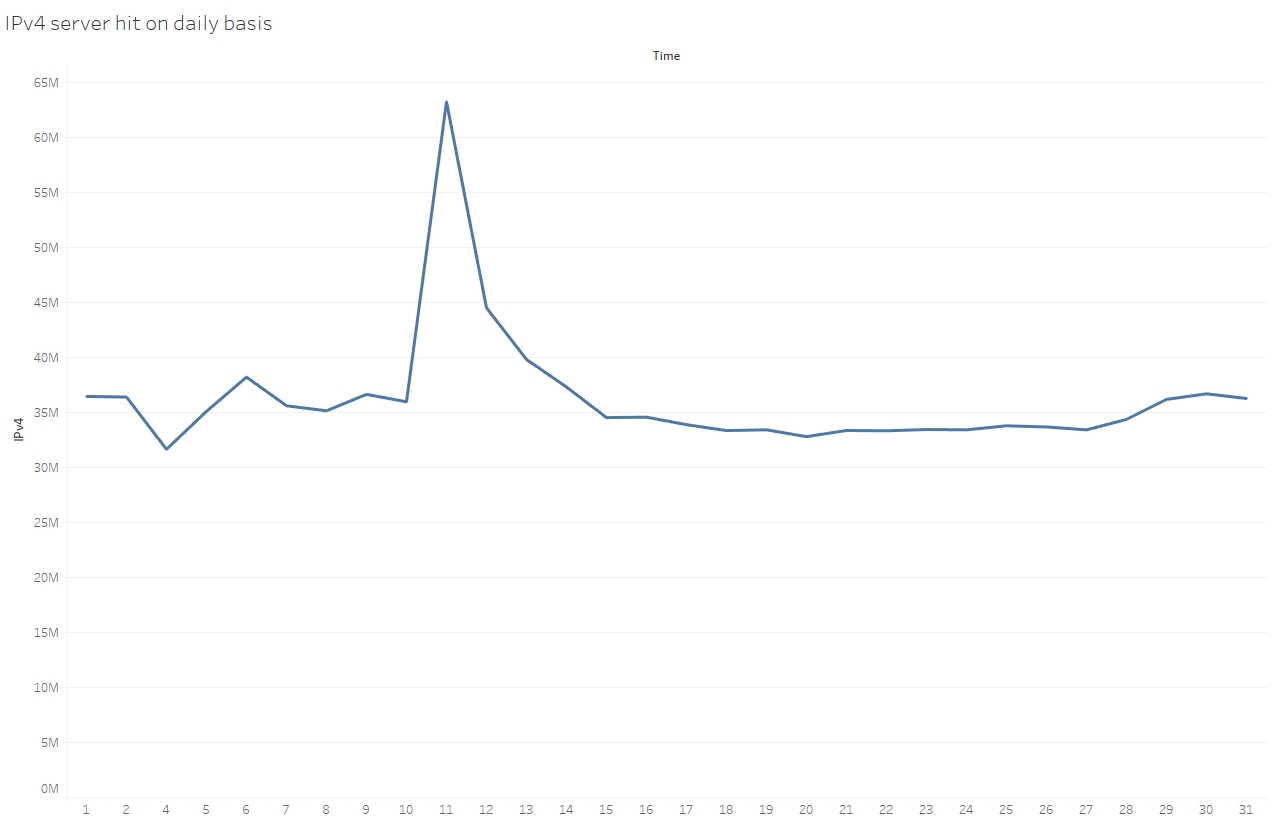 IPv4 server hit on daily basis
Time
65M
60M
55M
50M
45M
40M
35M
30M
25M
20M
15M
10M
5M
0M
IPv4
1 2 4 5 6 7 8 9 10 11 12 13 14 15 16 17 18 19 20 21 22 23 24 25 26 27 28 29 30 31